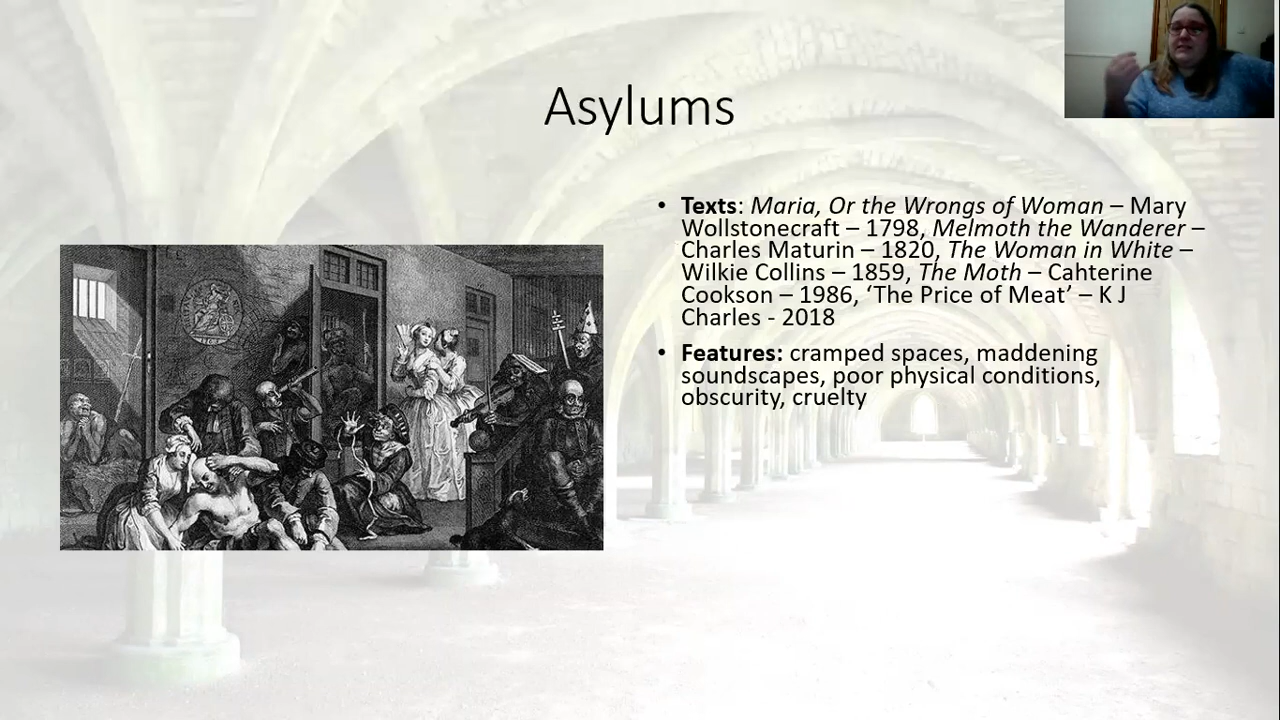 Asylums
• Texts: Maria, Or the Wrongs of Woman – Mary
Wollstonecraft – 1798, Melmoth the Wanderer –
Charles Maturin – 1820, The Woman in White –
Wilkie Collins – 1859, The Moth – Cahterine
Cookson – 1986, ‘The Price of Meat’ – K J
Charles - 2018
• Features: cramped spaces, maddening
soundscapes, poor physical conditions,
obscurity, cruelty